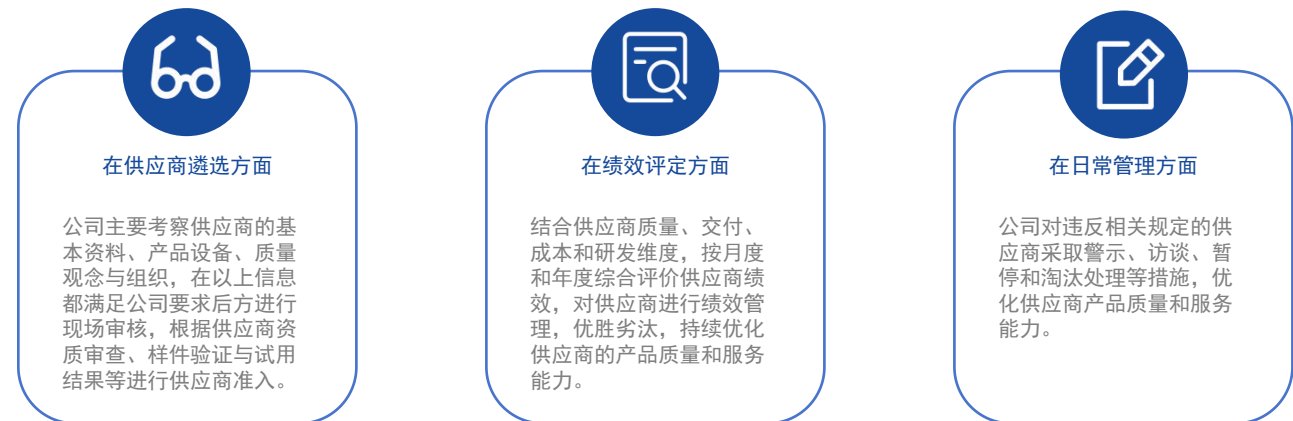 在供应商遴选方面
公司主要考察供应商的基
本资料、产品设备、质量
观念与组织，在以上信息
都满足公司要求后方进行
现场审核，根据供应商资
质审查、样件验证与试用
结果等进行供应商准入。
在绩效评定方面
结合供应商质量、交付、
成本和研发维度，按月度
和年度综合评价供应商绩
效，对供应商进行绩效管
理，优胜劣汰，持续优化
供应商的产品质量和服务
能力。
在日常管理方面
公司对违反相关规定的供
应商采取警示、访谈、暂
停和淘汰处理等措施，优
化供应商产品质量和服务
能力。